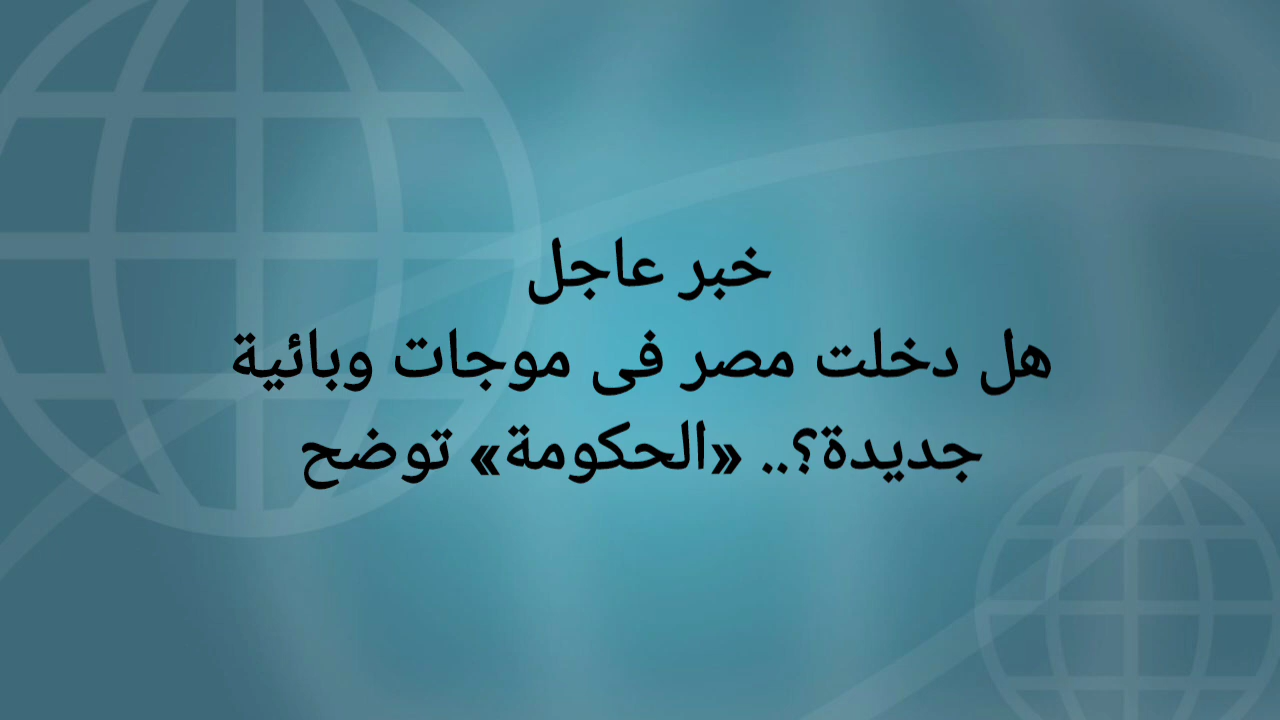 خبر عاجل
هل دخلت مصر فى موجات وبائية
جديدة؟.. «الحكومة» توضح